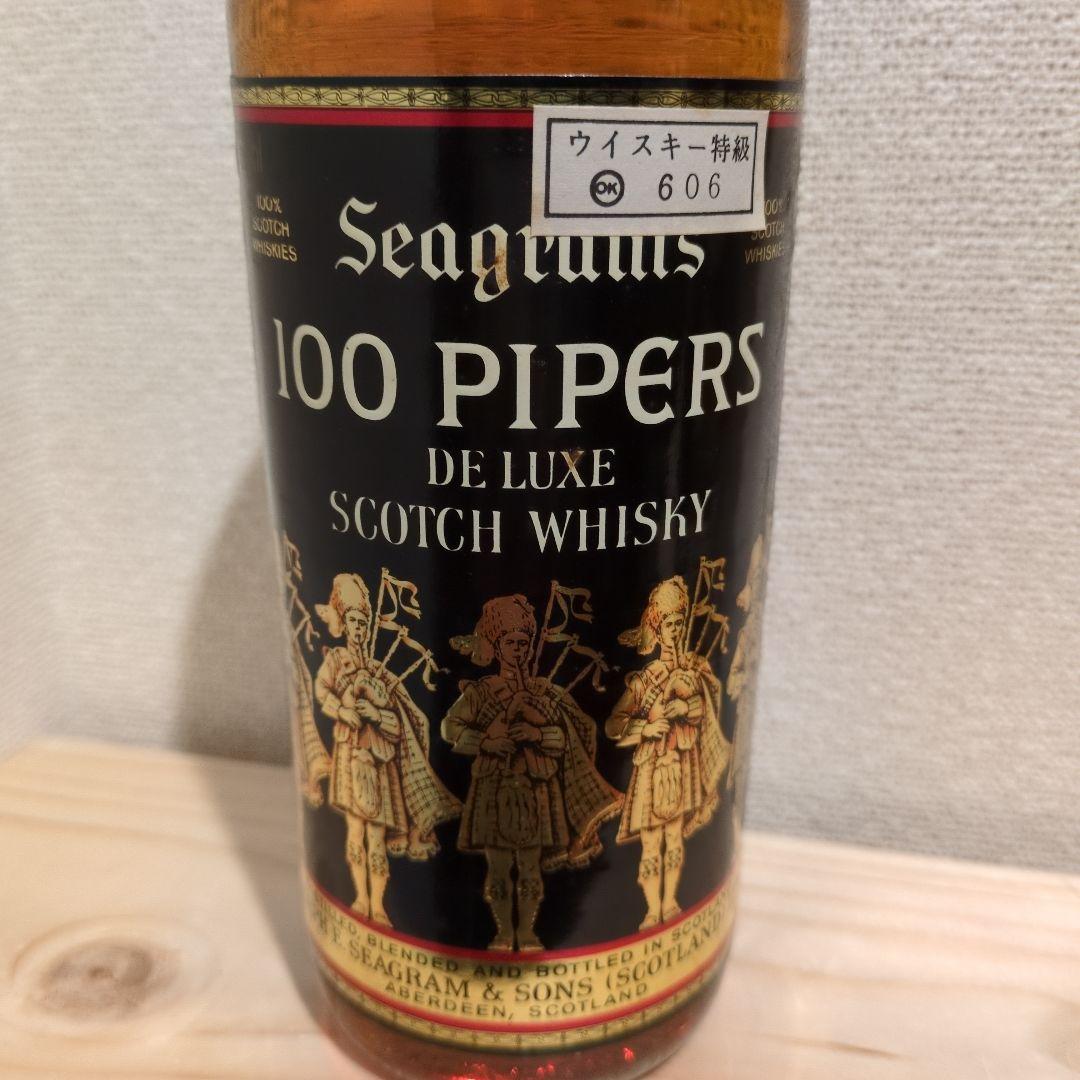 ウイスキー特級
OK 606
100%
SCOTCH
WHISKIES
100%
SCOTCH
WHISKIES
Seagrams
100 PIPERS
DE LUXE
SCOTCH WHISKY
BLENDED AND BOTTLED IN SCOTLAND
SEAGRAM & SONS (SCOTLAND)
ABERDEEN, SCOTLAND